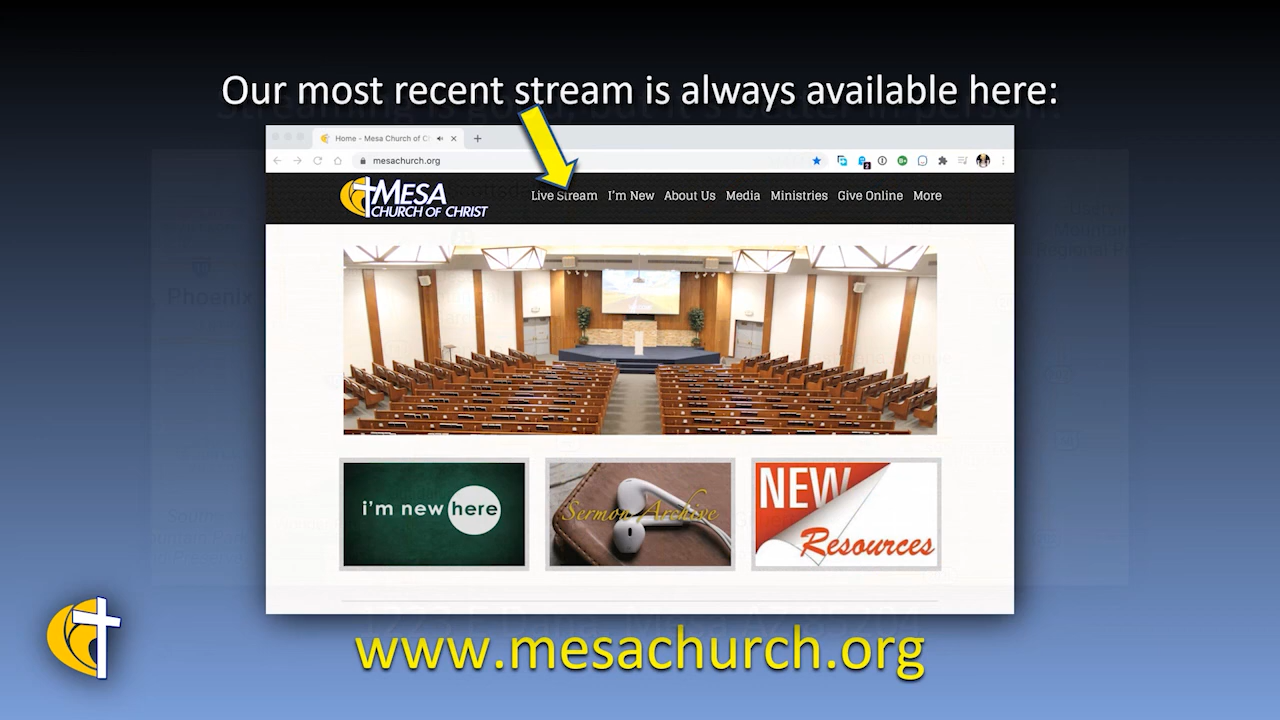 Our most recent stream is always available here:
Home - Mesa Church of C
mesachurch.org
MESA
CHURCH OF CHRIST
Live Stream I'm New About Us Media Ministries Give Online More
i'm new here
Sermon Archive
NEW
Resources
www.mesachurch.org
Phoenix